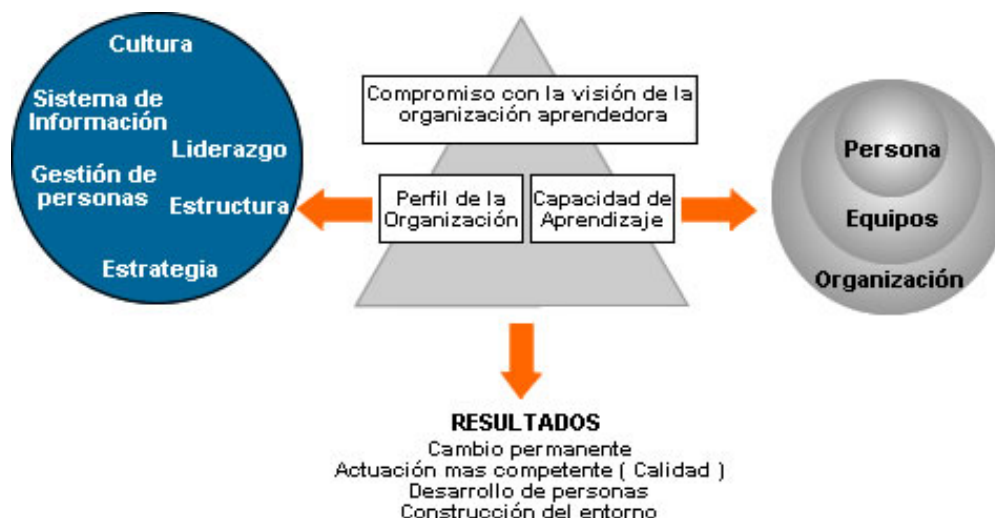 Cultura
Sistema de
Información
Liderazgo
Gestión de
personas
Estructura
Estrategia
Compromiso con la visión de la
organización aprendedora
Perfil de la
Organización
Capacidad de
Aprendizaje
Persona
Equipos
Organización
RESULTADOS
Cambio permanente
Actuación mas competente ( Calidad )
Desarrollo de personas
Construcción del entorno